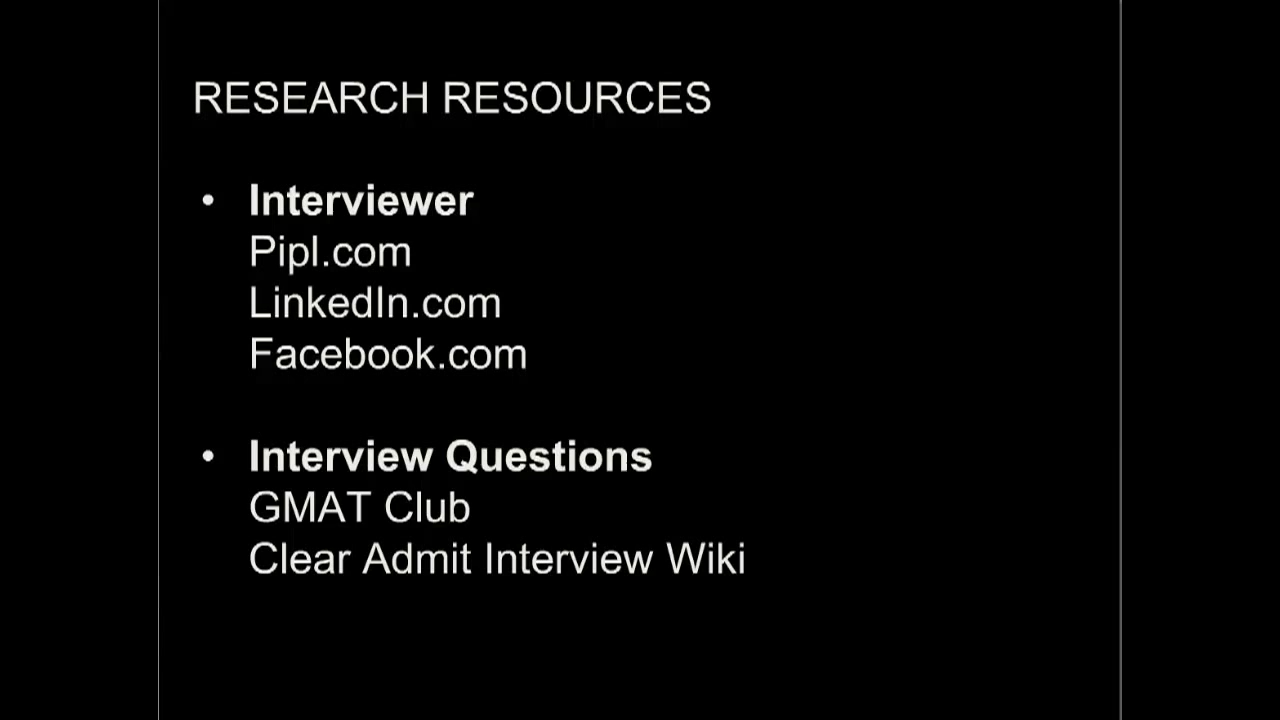 RESEARCH RESOURCES
• Interviewer
Pipl.com
LinkedIn.com
Facebook.com
• Interview Questions
GMAT Club
Clear Admit Interview Wiki